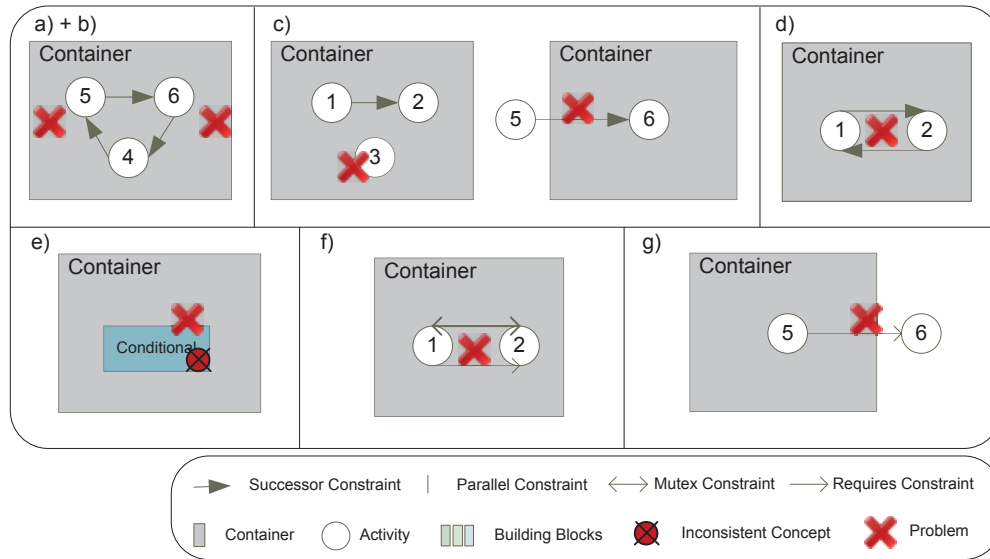 a) + b)
Container
5
6
4
c)
Container
1
2
3
Container
5
6
d)
Container
1
2
e)
Container
Conditional
f)
Container
1
2
g)
Container
5
6
Successor Constraint
Parallel Constraint
Mutex Constraint
Requires Constraint
Container
Activity
Building Blocks
Inconsistent Concept
Problem